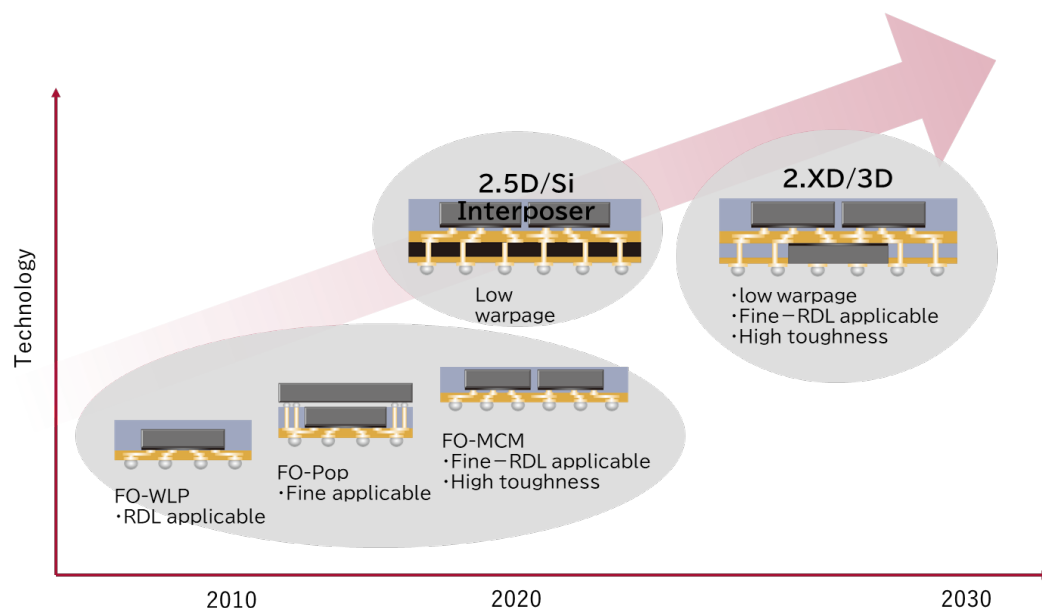 2.5D/Si
Interposer
Low
warpage
2.XD/3D
・low warpage
・Fine－RDL applicable
・High toughness
Technology
FO-WLP
・RDL applicable
FO-Pop
・Fine applicable
FO-MCM
・Fine－RDL applicable
・High toughness
2010
2020
2030